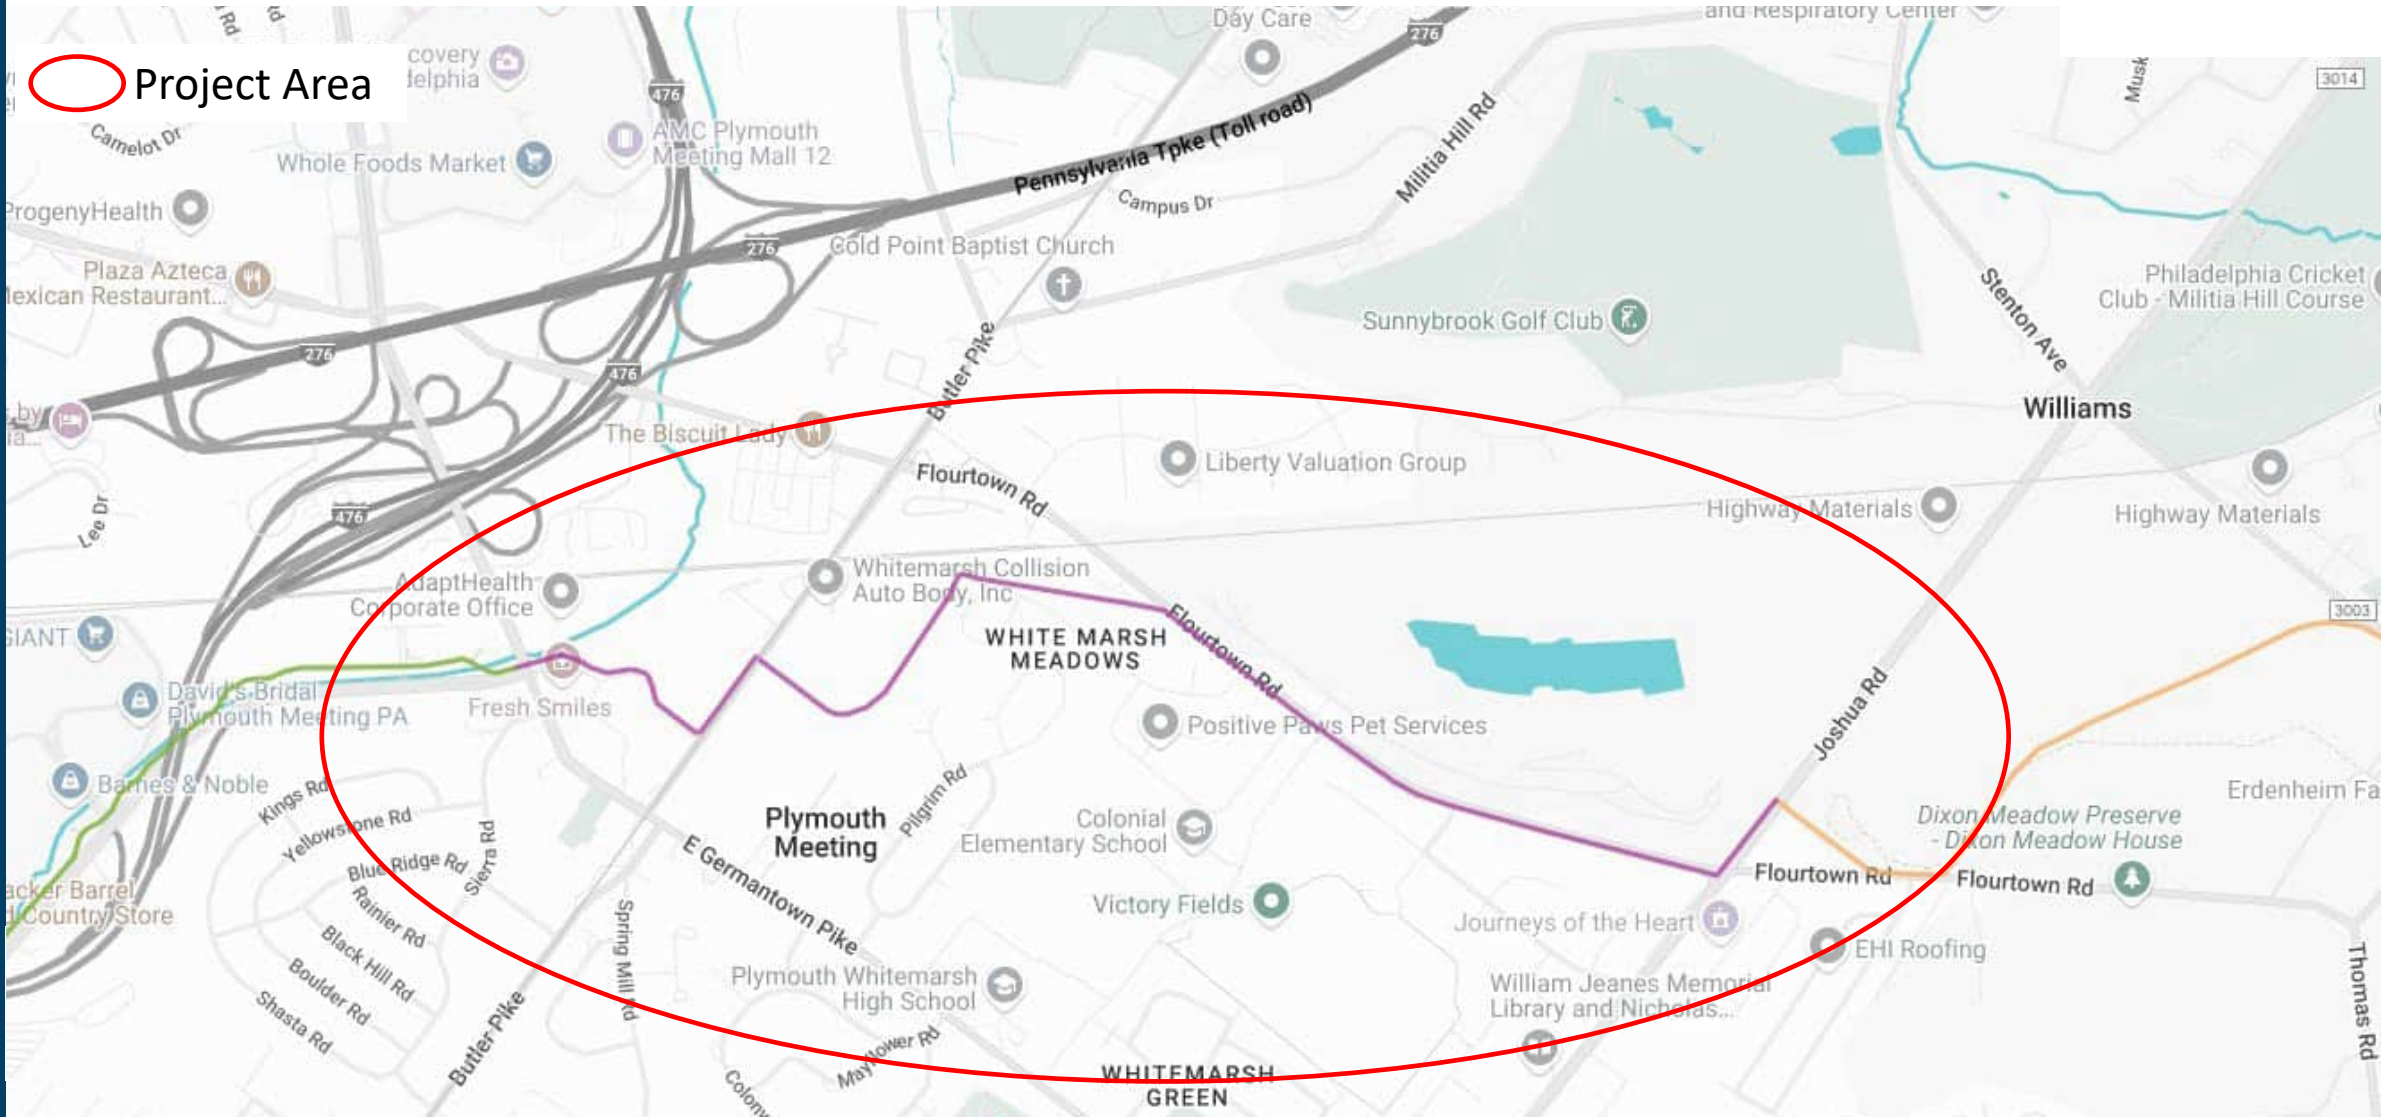 Project Area
Day Care
and Respiratory Center
276
3014
Musk
covery
delphia
476
Camelot Dr
AMC Plymouth
Meeting Mall 12
Whole Foods Market
Pennsylvania Tpke (Toll road)
Militia Hill Rd
ProgenyHealth
Campus Dr
276
Cold Point Baptist Church
Plaza Azteca
Mexican Restaurant...
Stenton Ave
Philadelphia Cricket
Club - Militia Hill Course
Sunnybrook Golf Club
276
476
Butler Pike
by
ia...
Williams
The Biscuit Lady
Flourtown Rd
Liberty Valuation Group
Lee Dr
476
Highway Materials
Highway Materials
AdaptHealth
Corporate Office
Whitemarsh Collision
Auto Body, Inc
3003
GIANT
WHITE MARSH
MEADOWS
Flourtown Rd
David's Bridal
Plymouth Meeting PA
Fresh Smiles
Positive Paws Pet Services
Joshua Rd
Barnes & Noble
Kings Rd
Yellowstone Rd
Blue Ridge Rd
Sierra Rd
Plymouth
Meeting
Pilgrim Rd
Colonial
Elementary School
Dixon Meadow Preserve
- Dixon Meadow House
Erdenheim Fa
E Germantown Pike
Flourtown Rd
Flourtown Rd
acker Barrel
d Country Store
Rainier Rd
Black Hill Rd
Boulder Rd
Shasta Rd
Spring Mill Rd
Victory Fields
Journeys of the Heart
EHI Roofing
Plymouth Whitemarsh
High School
William Jeanes Memorial
Library and Nicholas...
Thomas Rd
Butler Pike
Mayflower Rd
WHITEMARSH
GREEN